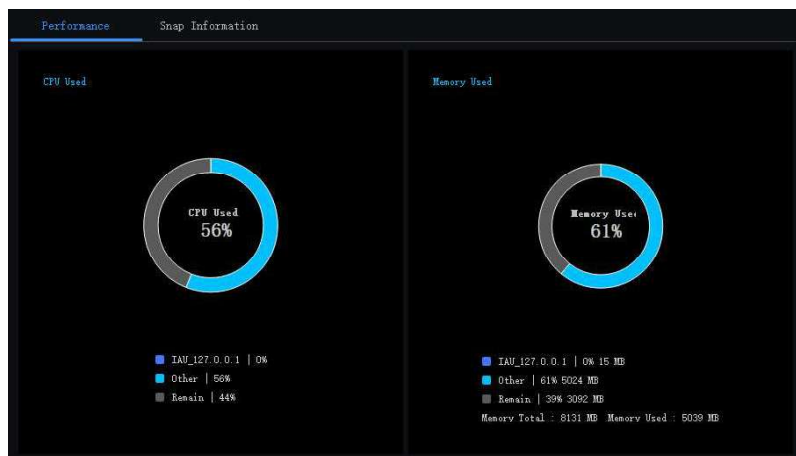 Performance Snap Information
CPU Used
CPU Used
56%
IAU_127.0.0.1 | 0%
Other | 56%
Remain | 44%
Memory Used
Memory Use
61%
IAU_127.0.0.1 | 0% 15 MB
Other | 61% 5024 MB
Remain | 39% 3092 MB
Memory Total : 8131 MB Memory Used : 5039 MB